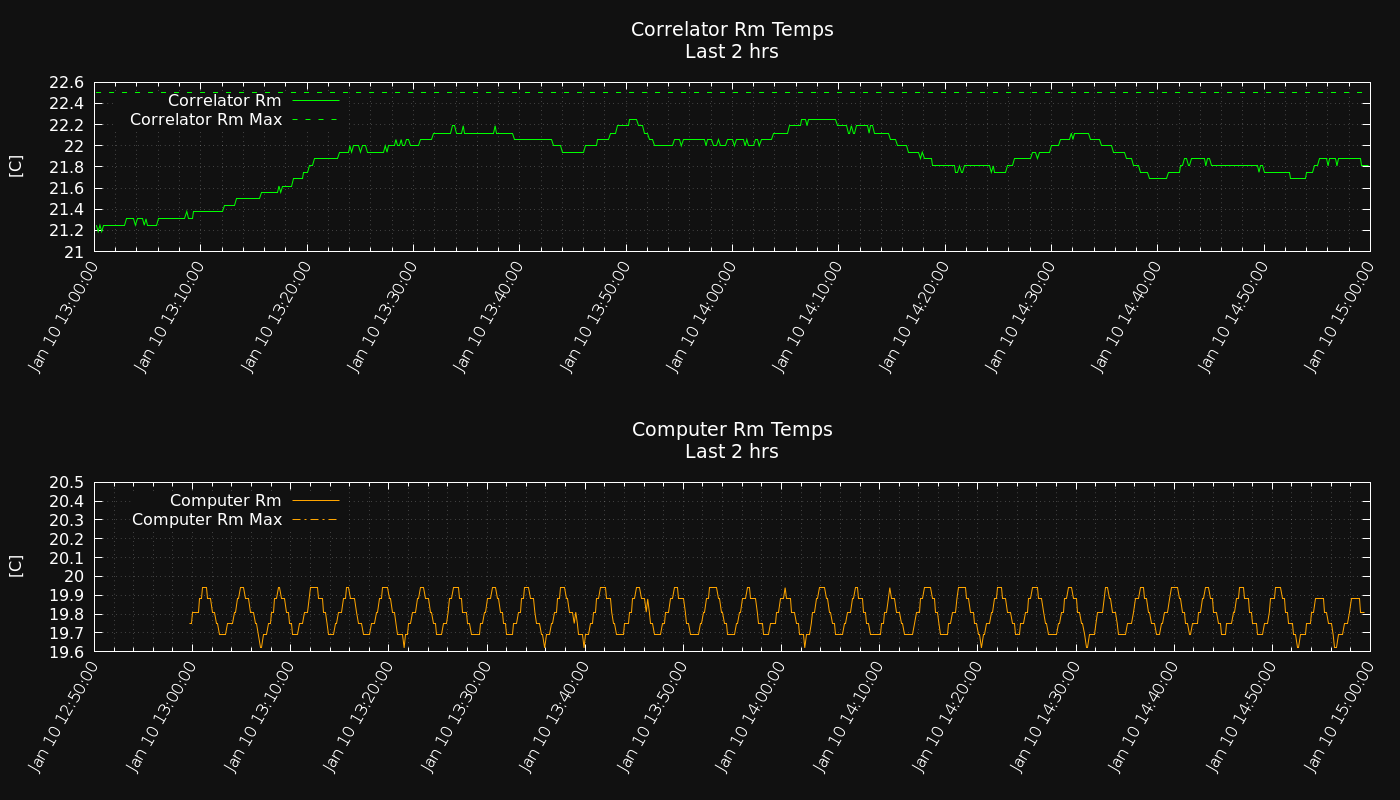 Correlator Rm Temps
Last 2 hrs
[C]
22.6
22.4
22.2
22
21.8
21.6
21.4
21.2
21
Correlator Rm
Correlator Rm Max
Jan 10 13:00:00
Jan 10 13:10:00
Jan 10 13:20:00
Jan 10 13:30:00
Jan 10 13:40:00
Jan 10 13:50:00
Jan 10 14:00:00
Jan 10 14:10:00
Jan 10 14:20:00
Jan 10 14:30:00
Jan 10 14:40:00
Jan 10 14:50:00
Jan 10 15:00:00
Computer Rm Temps
Last 2 hrs
[C]
20.5
20.4
20.3
20.2
20.1
20
19.9
19.8
19.7
19.6
Computer Rm
Computer Rm Max
Jan 10 12:50:00
Jan 10 13:00:00
Jan 10 13:10:00
Jan 10 13:20:00
Jan 10 13:30:00
Jan 10 13:40:00
Jan 10 13:50:00
Jan 10 14:00:00
Jan 10 14:10:00
Jan 10 14:20:00
Jan 10 14:30:00
Jan 10 14:40:00
Jan 10 14:50:00
Jan 10 15:00:00